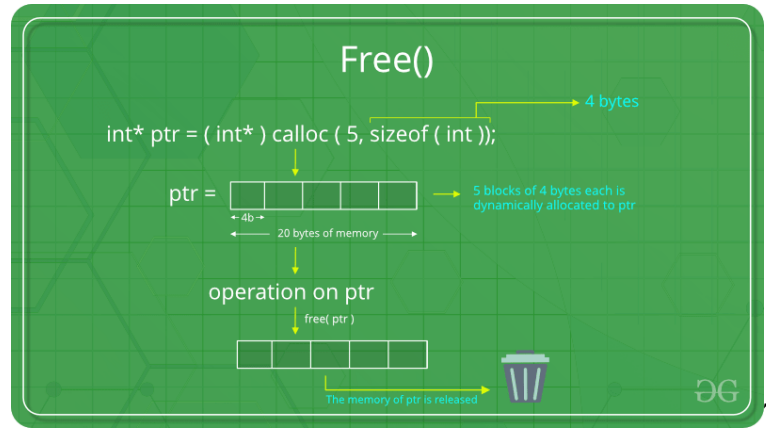 Free()
4 bytes
int* ptr = ( int* ) calloc ( 5, sizeof ( int ));
ptr =
5 blocks of 4 bytes each is
dynamically allocated to ptr
4b
20 bytes of memory
operation on ptr
free( ptr )
The memory of ptr is released